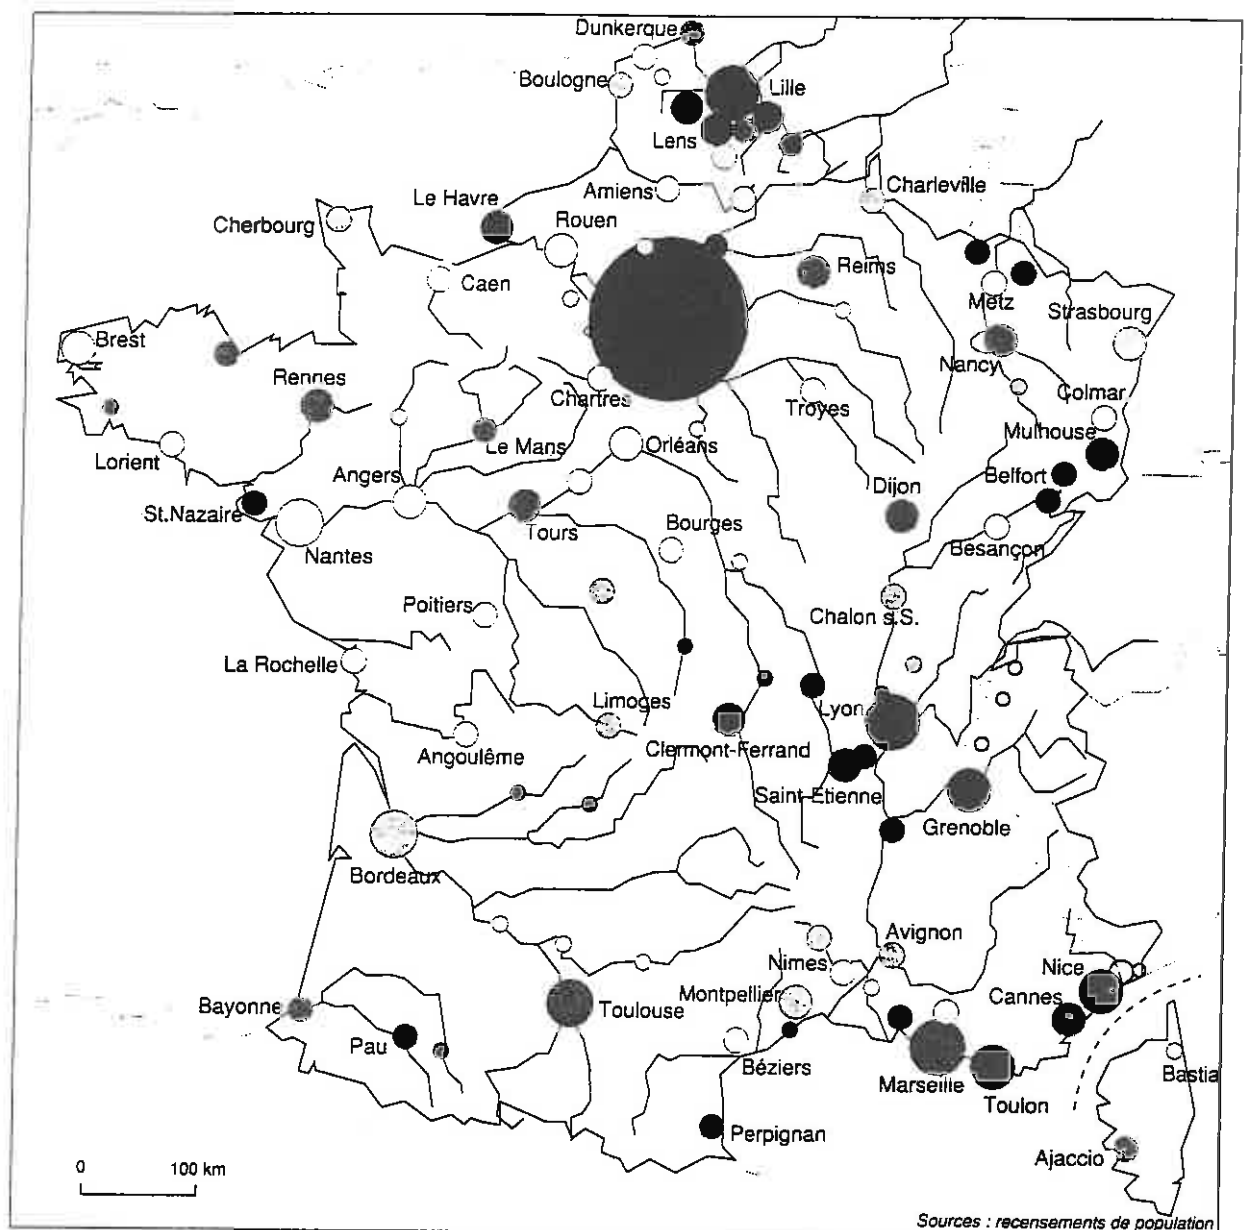 Dunkerque
Boulogne
Lille
Lens
Amiens
Charleville
Le Havre
Rouen
Cherbourg
Caen
Reims
Metz
Strasbourg
Brest
Nancy
Rennes
Chartres
Troyes
Colmar
Mulhouse
Lorient
Le Mans
Orléans
Angers
Belfort
Dijon
St.Nazaire
Tours
Bourges
Nantes
Besançon
Poitiers
Chalon s.S.
La Rochelle
Limoges
Lyon
Angoulême
Clermont-Ferrand
Saint-Etienne
Grenoble
Bordeaux
Avignon
Nimes
Nice
Montpellier
Cannes
Bayonne
Toulouse
Pau
Béziers
Marseille
Bastia
Toulon
Perpignan
Ajaccio
0 100 km
Sources : recensements de population